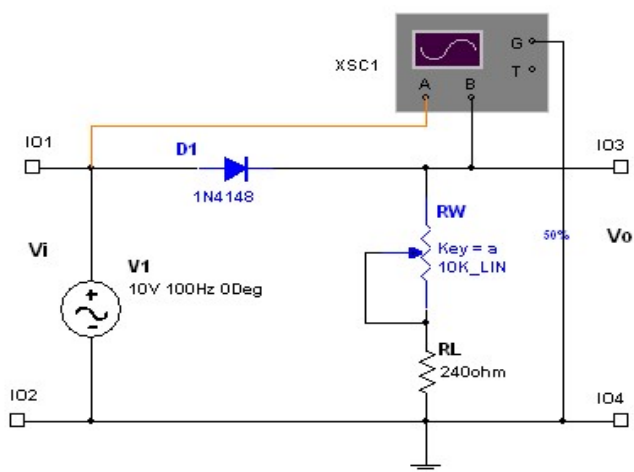 XSC1
G
T
A
B
IO1
D1
1N4148
IO3
RW
Key = a
10K_LIN
50%
Vi
Vo
V1
10V 100Hz 0Deg
RL
240ohm
IO2
IO4